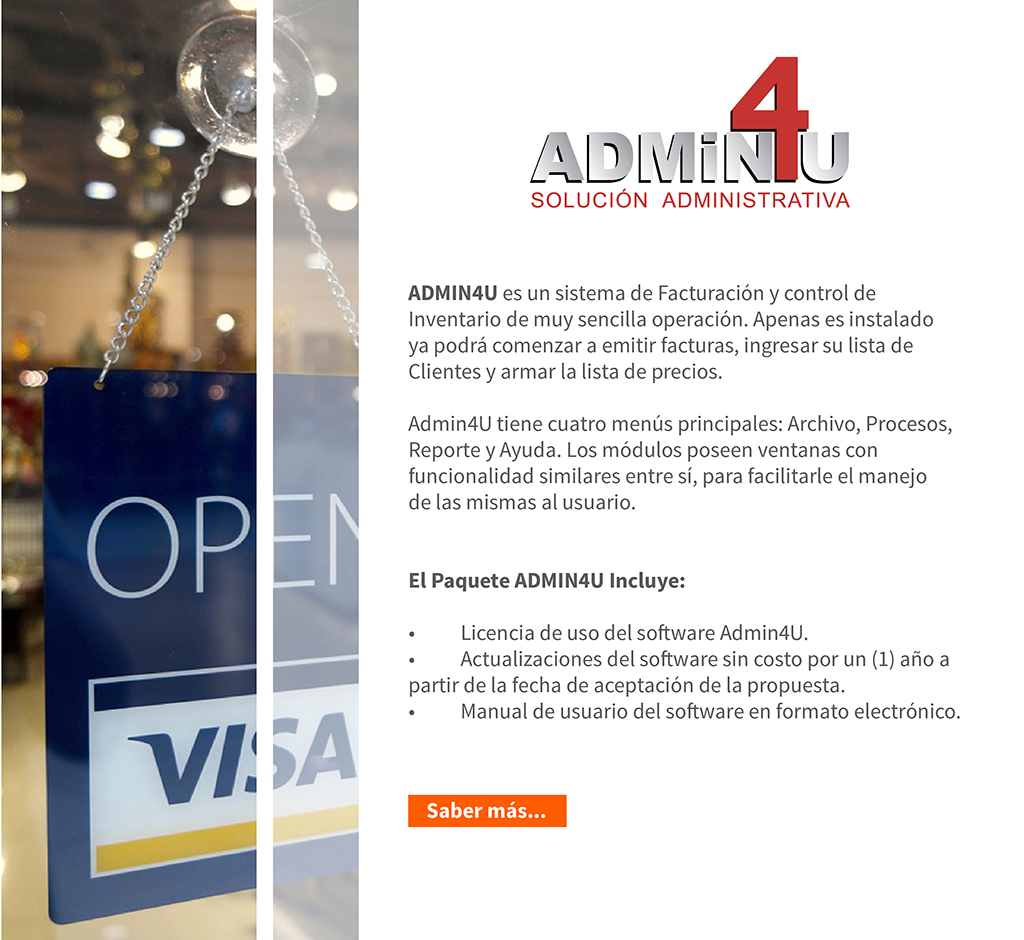 OPEN
VISA
ADMiN4U
SOLUCIÓN ADMINISTRATIVA
ADMIN4U es un sistema de Facturación y control de
Inventario de muy sencilla operación. Apenas es instalado
ya podrá comenzar a emitir facturas, ingresar su lista de
Clientes y armar la lista de precios.
Admin4U tiene cuatro menús principales: Archivo, Procesos,
Reporte y Ayuda. Los módulos poseen ventanas con
funcionalidad similares entre sí, para facilitarle el manejo
de las mismas al usuario.
El Paquete ADMIN4U Incluye:
• Licencia de uso del software Admin4U.
• Actualizaciones del software sin costo por un (1) año a
partir de la fecha de aceptación de la propuesta.
• Manual de usuario del software en formato electrónico.
Saber más...